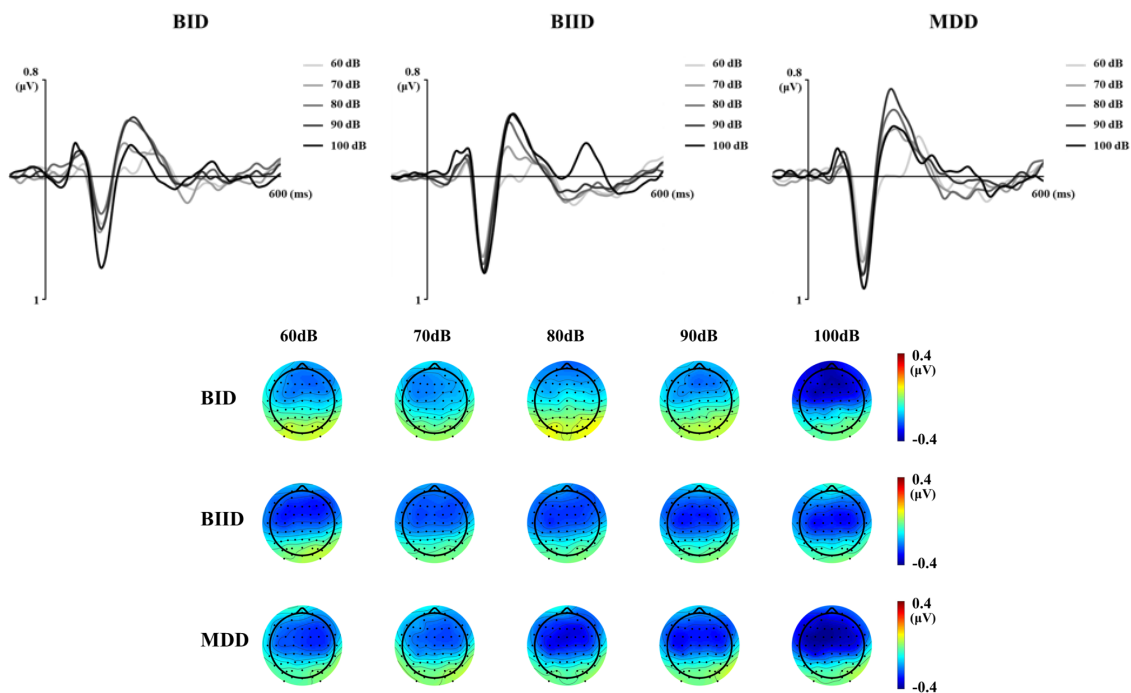 BID
BIID
MDD
0.8
(μV)
60 dB
70 dB
80 dB
90 dB
100 dB
600 (ms)
1
0.8
(μV)
60 dB
70 dB
80 dB
90 dB
100 dB
600 (ms)
1
0.8
(μV)
60 dB
70 dB
80 dB
90 dB
100 dB
600 (ms)
1
60dB
70dB
80dB
90dB
100dB
BID
0.4
(μV)
-0.4
BIID
0.4
(μV)
-0.4
MDD
0.4
(μV)
-0.4